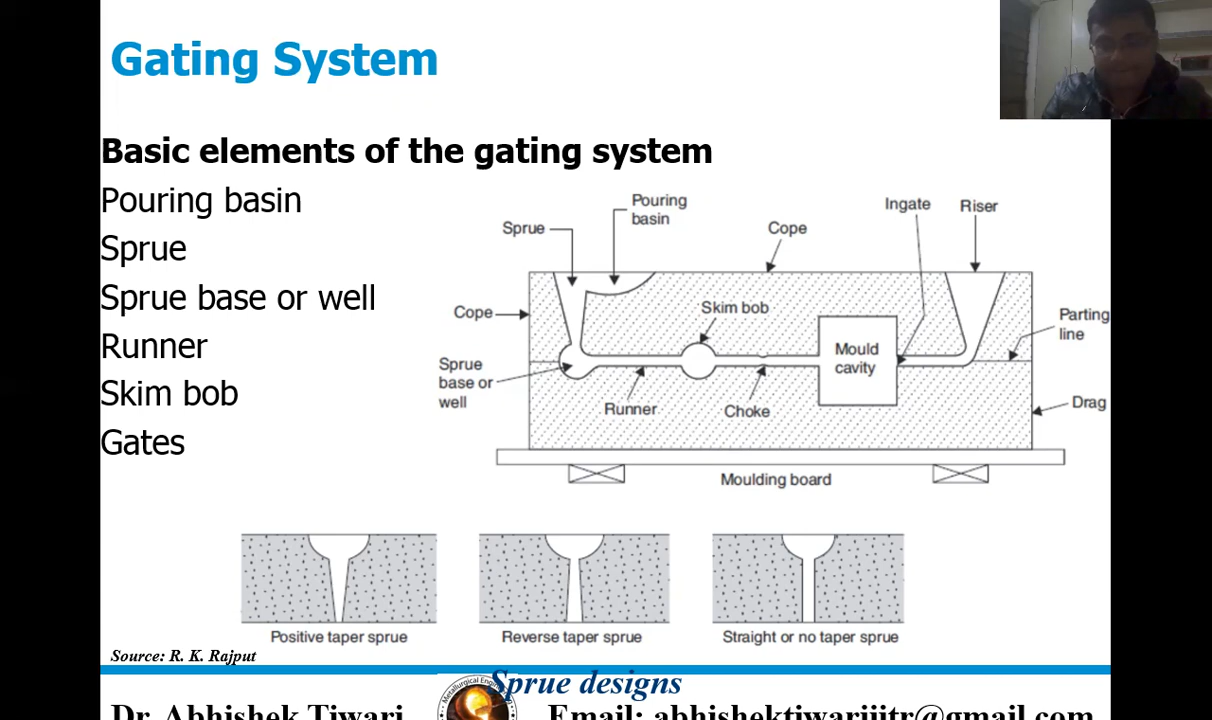 Gating System
Basic elements of the gating system
Pouring basin
Sprue
Sprue base or well
Runner
Skim bob
Gates
Pouring
basin
Sprue
Cope
Ingate
Riser
Cope
Skim bob
Parting
line
Sprue
base or
well
Mould
cavity
Runner
Choke
Drag
Moulding board
Positive taper sprue
Reverse taper sprue
Straight or no taper sprue
Source: R. K. Rajput
Sprue designs
Metallurgical
Dr. Abhishek Tiwari
Email: abhishektiwariiitr@gmail.com